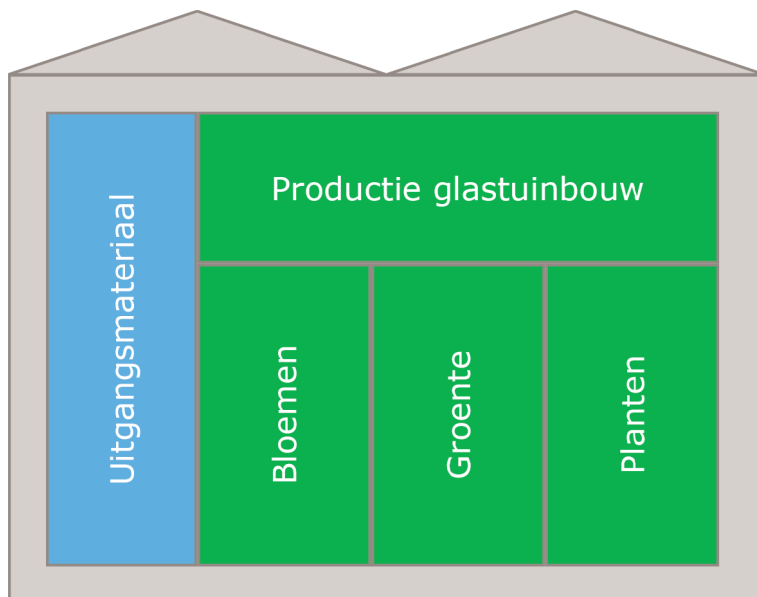 Uitgangsmateriaal
Productie glastuinbouw
Bloemen
Groente
Planten